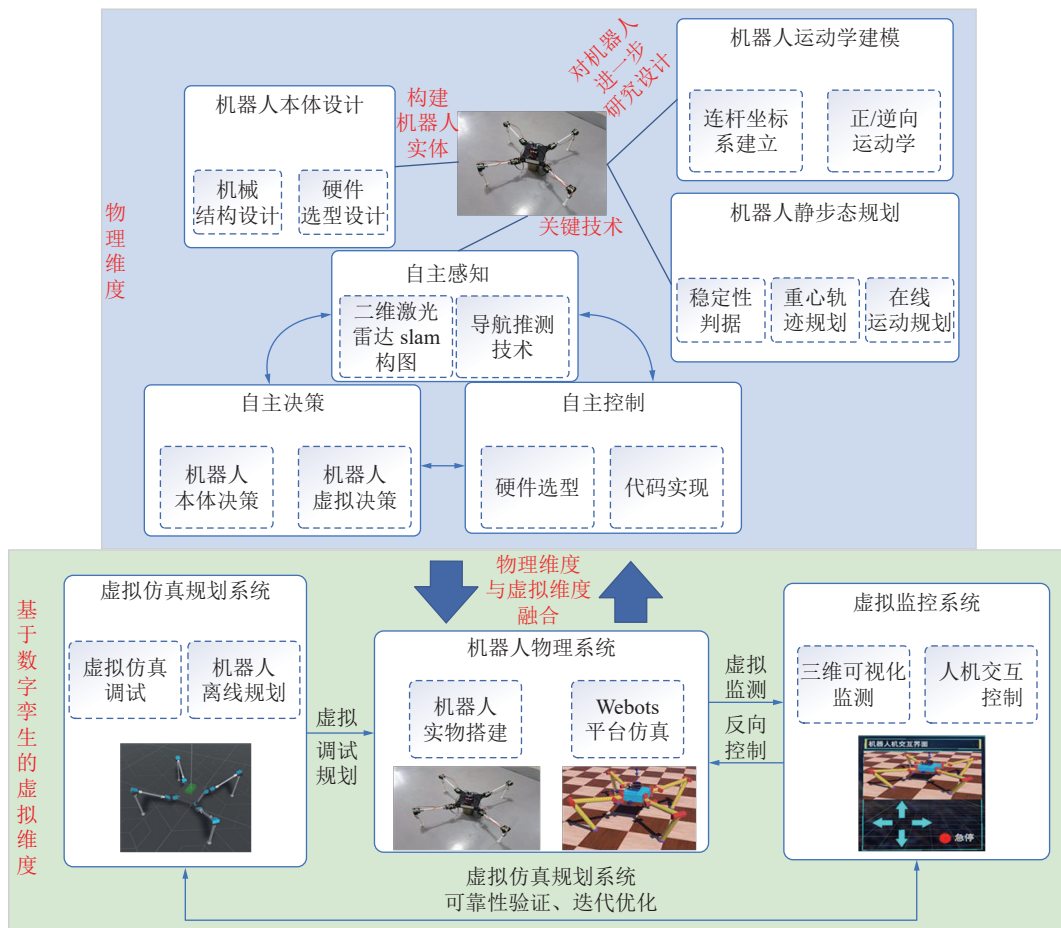 机器人运动学建模
连杆坐标
系建立
正/逆向
运动学
对机器人
进一步
研究设计
构建
机器人
实体
机器人本体设计
机械
结构设计
硬件
选型设计
物理维度
关键技术
机器人静步态规划
稳定性
判据
重心轨
迹规划
在线
运动规划
自主感知
二维激光
雷达 slam
构图
导航推测
技术
自主决策
机器人
本体决策
机器人
虚拟决策
自主控制
硬件选型
代码实现
物理维度
与虚拟维度
融合
基于数字孪生的虚拟维度
虚拟仿真规划系统
虚拟仿真
调试
机器人
离线规划
虚拟
调试
规划
机器人物理系统
机器人
实物搭建
Webots
平台仿真
虚拟
监测
反向
控制
虚拟监控系统
三维可视化
监测
人机交互
控制
机器人机交互界面
急停
虚拟仿真规划系统
可靠性验证、迭代优化